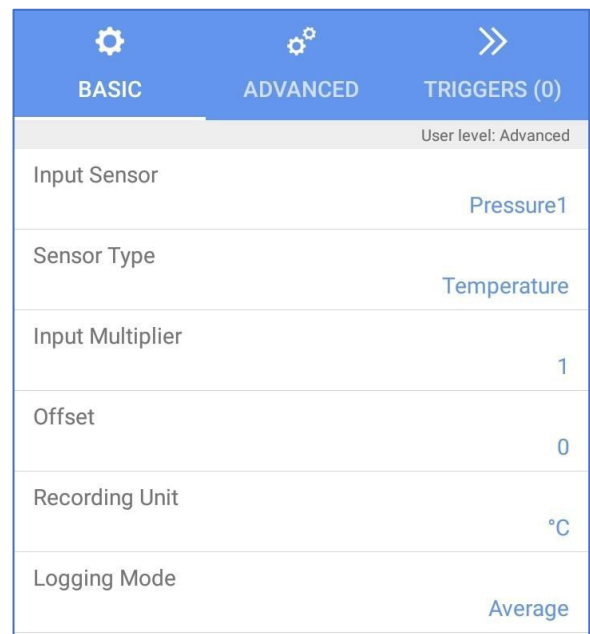 BASIC ADVANCED TRIGGERS (0)
User level: Advanced
Input Sensor
Pressure1
Sensor Type
Temperature
Input Multiplier
1
Offset
0
Recording Unit
°C
Logging Mode
Average